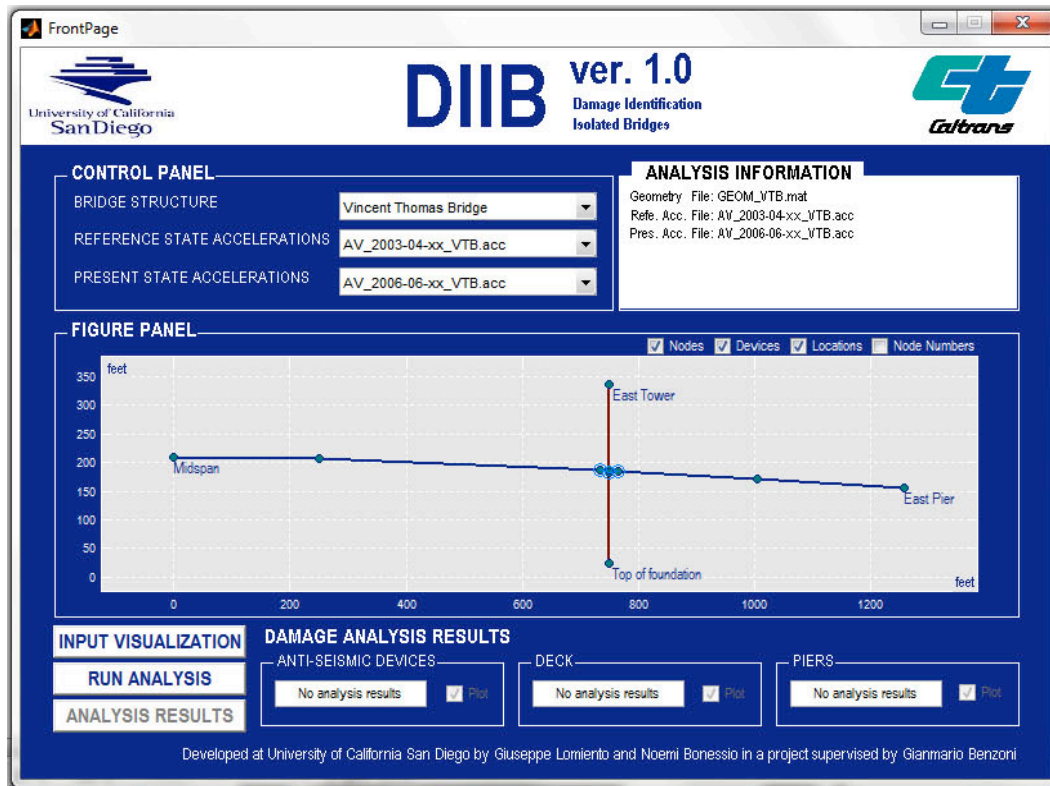 FrontPage
University of California
San Diego
DIIB
ver. 1.0
Damage Identification
Isolated Bridges
Caltrans
CONTROL PANEL
BRIDGE STRUCTURE
Vincent Thomas Bridge
REFERENCE STATE ACCELERATIONS
AV_2003-04-xx_VTB.acc
PRESENT STATE ACCELERATIONS
AV_2006-06-xx_VTB.acc
ANALYSIS INFORMATION
Geometry File: GEOM_VTB.mat
Refe. Acc. File: AV_2003-04-xx_VTB.acc
Pres. Acc. File: AV_2006-06-xx_VTB.acc
FIGURE PANEL
Nodes Devices Locations Node Numbers
feet
350
300
250
200
150
100
50
0
East Tower
Midspan
East Pier
Top of foundation
feet
0 200 400 600 800 1000 1200
INPUT VISUALIZATION
RUN ANALYSIS
ANALYSIS RESULTS
DAMAGE ANALYSIS RESULTS
ANTI-SEISMIC DEVICES
No analysis results Plot
DECK
No analysis results Plot
PIERS
No analysis results Plot
Developed at University of California San Diego by Giuseppe Lomiento and Noemi Bonessio in a project supervised by Gianmario Benzoni